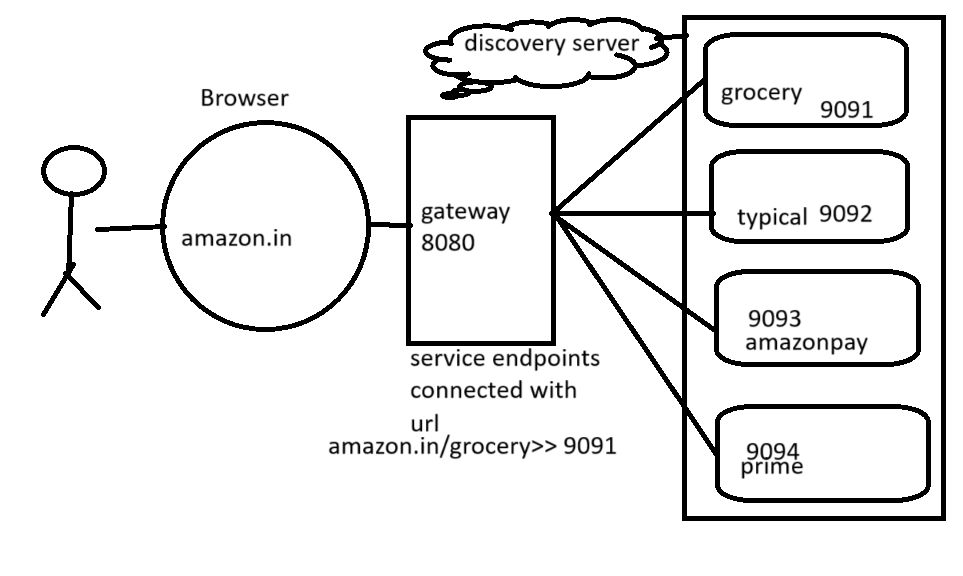 discovery server
Browser
amazon.in
gateway
8080
service endpoints
connected with
url
amazon.in/grocery>> 9091
grocery
9091
typical 9092
9093
amazonpay
9094
prime